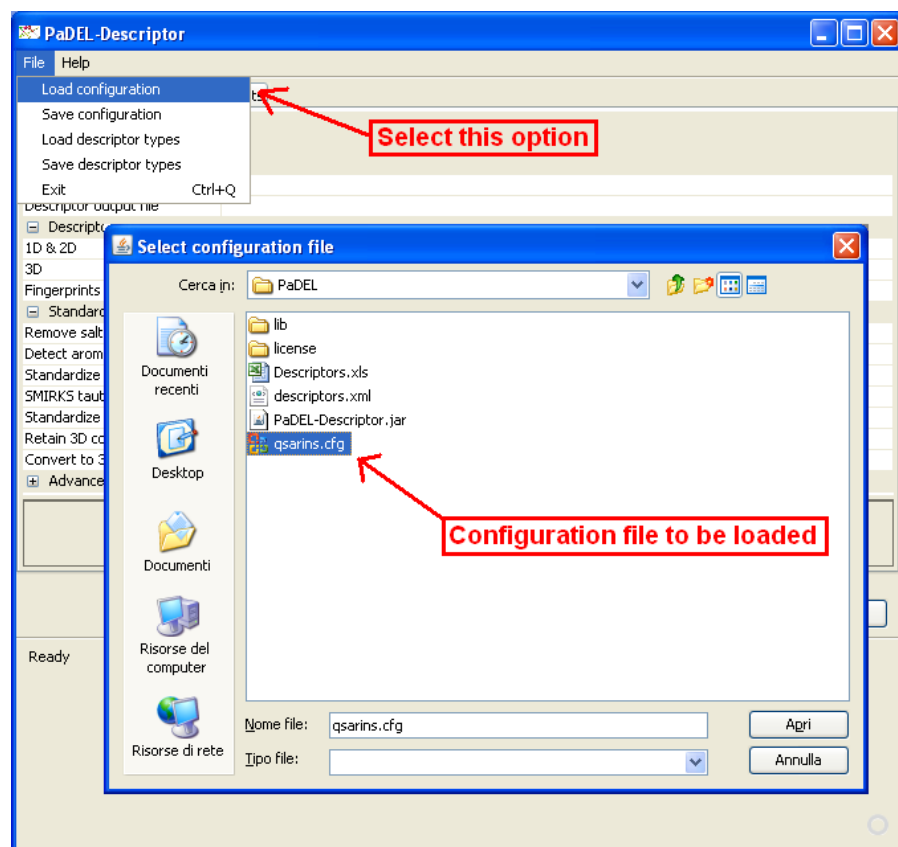 PaDEL-Descriptor
File Help
Load configuration
ts
Save configuration
Select this option
Load descriptor types
Save descriptor types
Exit Ctrl+Q
Descriptor output file
Descripto
1D & 2D
3D
Fingerprints
Standard
Remove salt
Detect arom
Standardize
SMIRKS taut
Standardize
Retain 3D co
Convert to 3
Advance
Select configuration file
Cerca in: PaDEL
Documenti
recenti
Desktop
Documenti
Risorse del
computer
Risorse di rete
lib
license
Descriptors.xls
descriptors.xml
PaDEL-Descriptor.jar
qsarins.cfg
Configuration file to be loaded
Nome file: qsarins.cfg Apri
Tipo file: Annulla
Ready